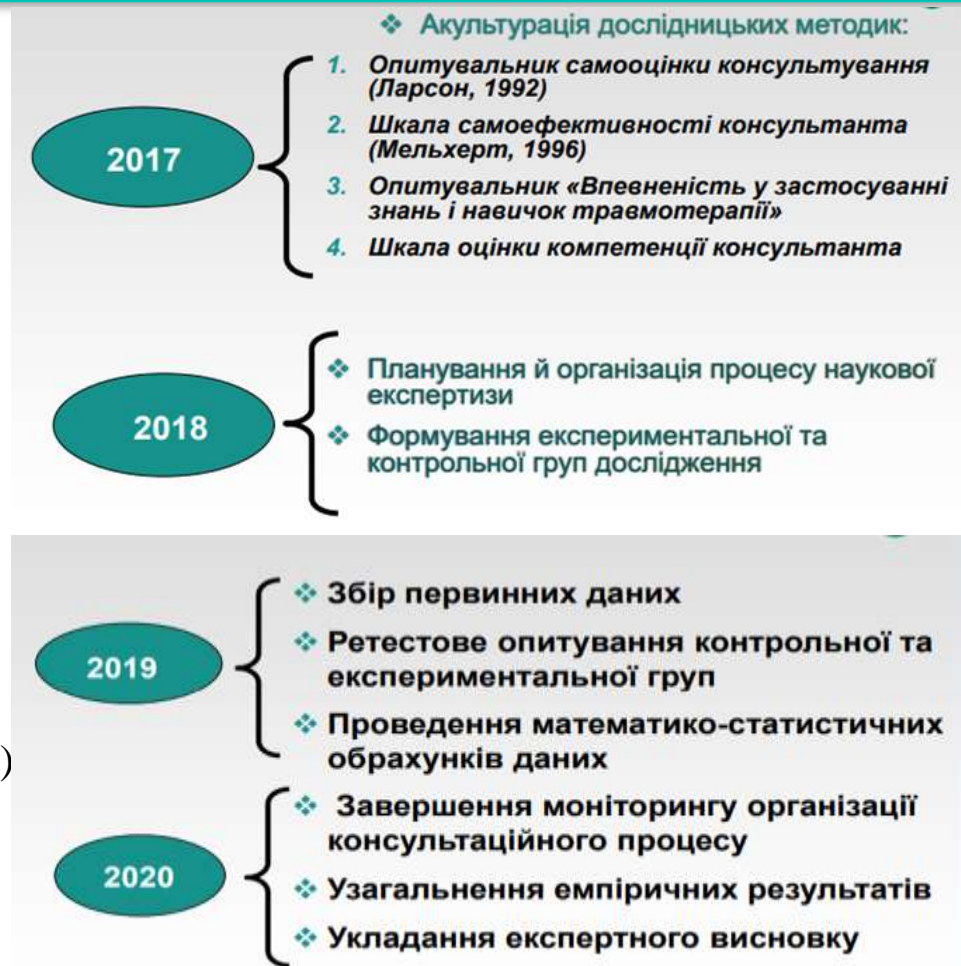 ❖ Акультурація дослідницьких методик:
2017
1. Опитувальник самооцінки консультування
(Ларсон, 1992)
2. Шкала самоефективності консультанта
(Мельхерт, 1996)
3. Опитувальник «Впевненість у застосуванні
знань і навичок травмотерапії»
4. Шкала оцінки компетенції консультанта
2018
❖ Планування й організація процесу наукової
експертизи
❖ Формування експериментальної та
контрольної груп дослідження
2019
❖ Збір первинних даних
❖ Ретестове опитування контрольної та
експериментальної груп
❖ Проведення математико-статистичних
обрахунків даних
)
2020
❖ Завершення моніторингу організації
консультаційного процесу
❖ Узагальнення емпіричних результатів
❖ Укладання експертного висновку